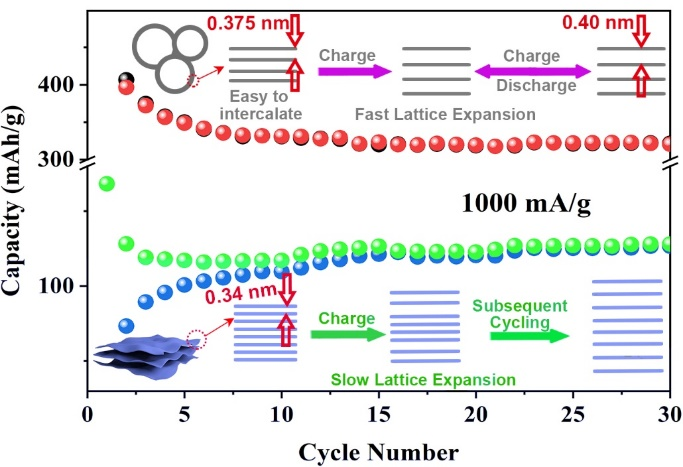 0.375 nm
0.40 nm
Charge
Charge
Discharge
Easy to
intercalate
Fast Lattice Expansion
400
300
1000 mA/g
100
Capacity (mAh/g)
0.34 nm
Charge
Subsequent
Cycling
Slow Lattice Expansion
0 5 10 15 20 25 30
Cycle Number